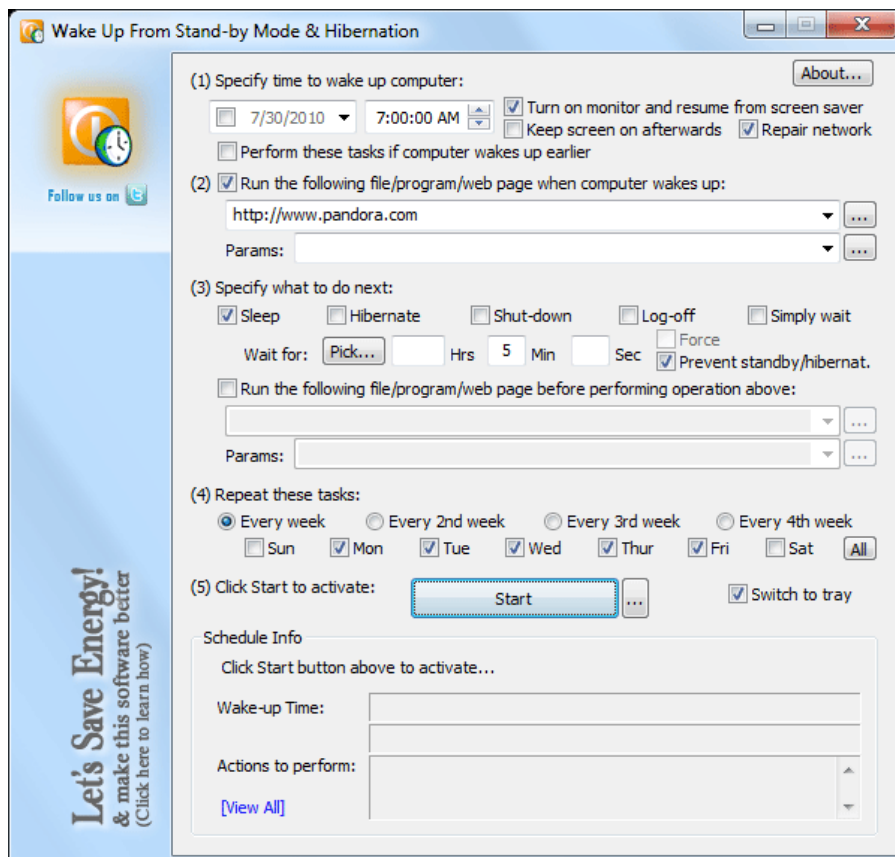 Wake Up From Stand-by Mode & Hibernation
About...
(1) Specify time to wake up computer:
7/30/2010 7:00:00 AM Turn on monitor and resume from screen saver
Keep screen on afterwards Repair network
Perform these tasks if computer wakes up earlier
Follow us on
(2) Run the following file/program/web page when computer wakes up:
http://www.pandora.com ...
Params: ...
(3) Specify what to do next:
Sleep Hibernate Shut-down Log-off Simply wait
Wait for: Pick... Hrs 5 Min Sec Force
Prevent standby/hibernat.
Run the following file/program/web page before performing operation above:
...
Params: ...
(4) Repeat these tasks:
Every week Every 2nd week Every 3rd week Every 4th week
Sun Mon Tue Wed Thur Fri Sat All
(5) Click Start to activate: Start ... Switch to tray
Schedule Info
Click Start button above to activate...
Wake-up Time:
Actions to perform:
[View All]
Let's Save Energy!
& make this software better
(Click here to learn how)